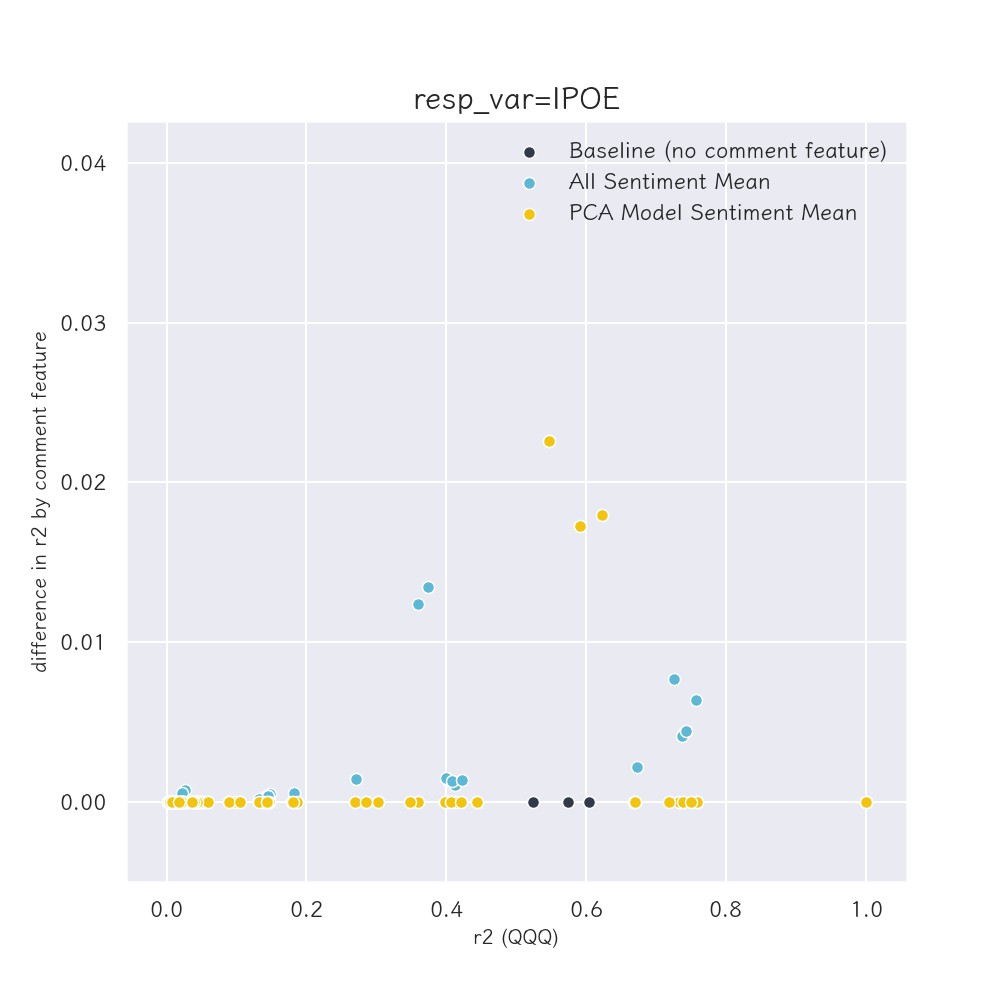 resp_var=IPOE
Baseline (no comment feature)
All Sentiment Mean
PCA Model Sentiment Mean
0.04
0.03
0.02
0.01
0.00
difference in r2 by comment feature
0.0 0.2 0.4 0.6 0.8 1.0
r2 (QQQ)